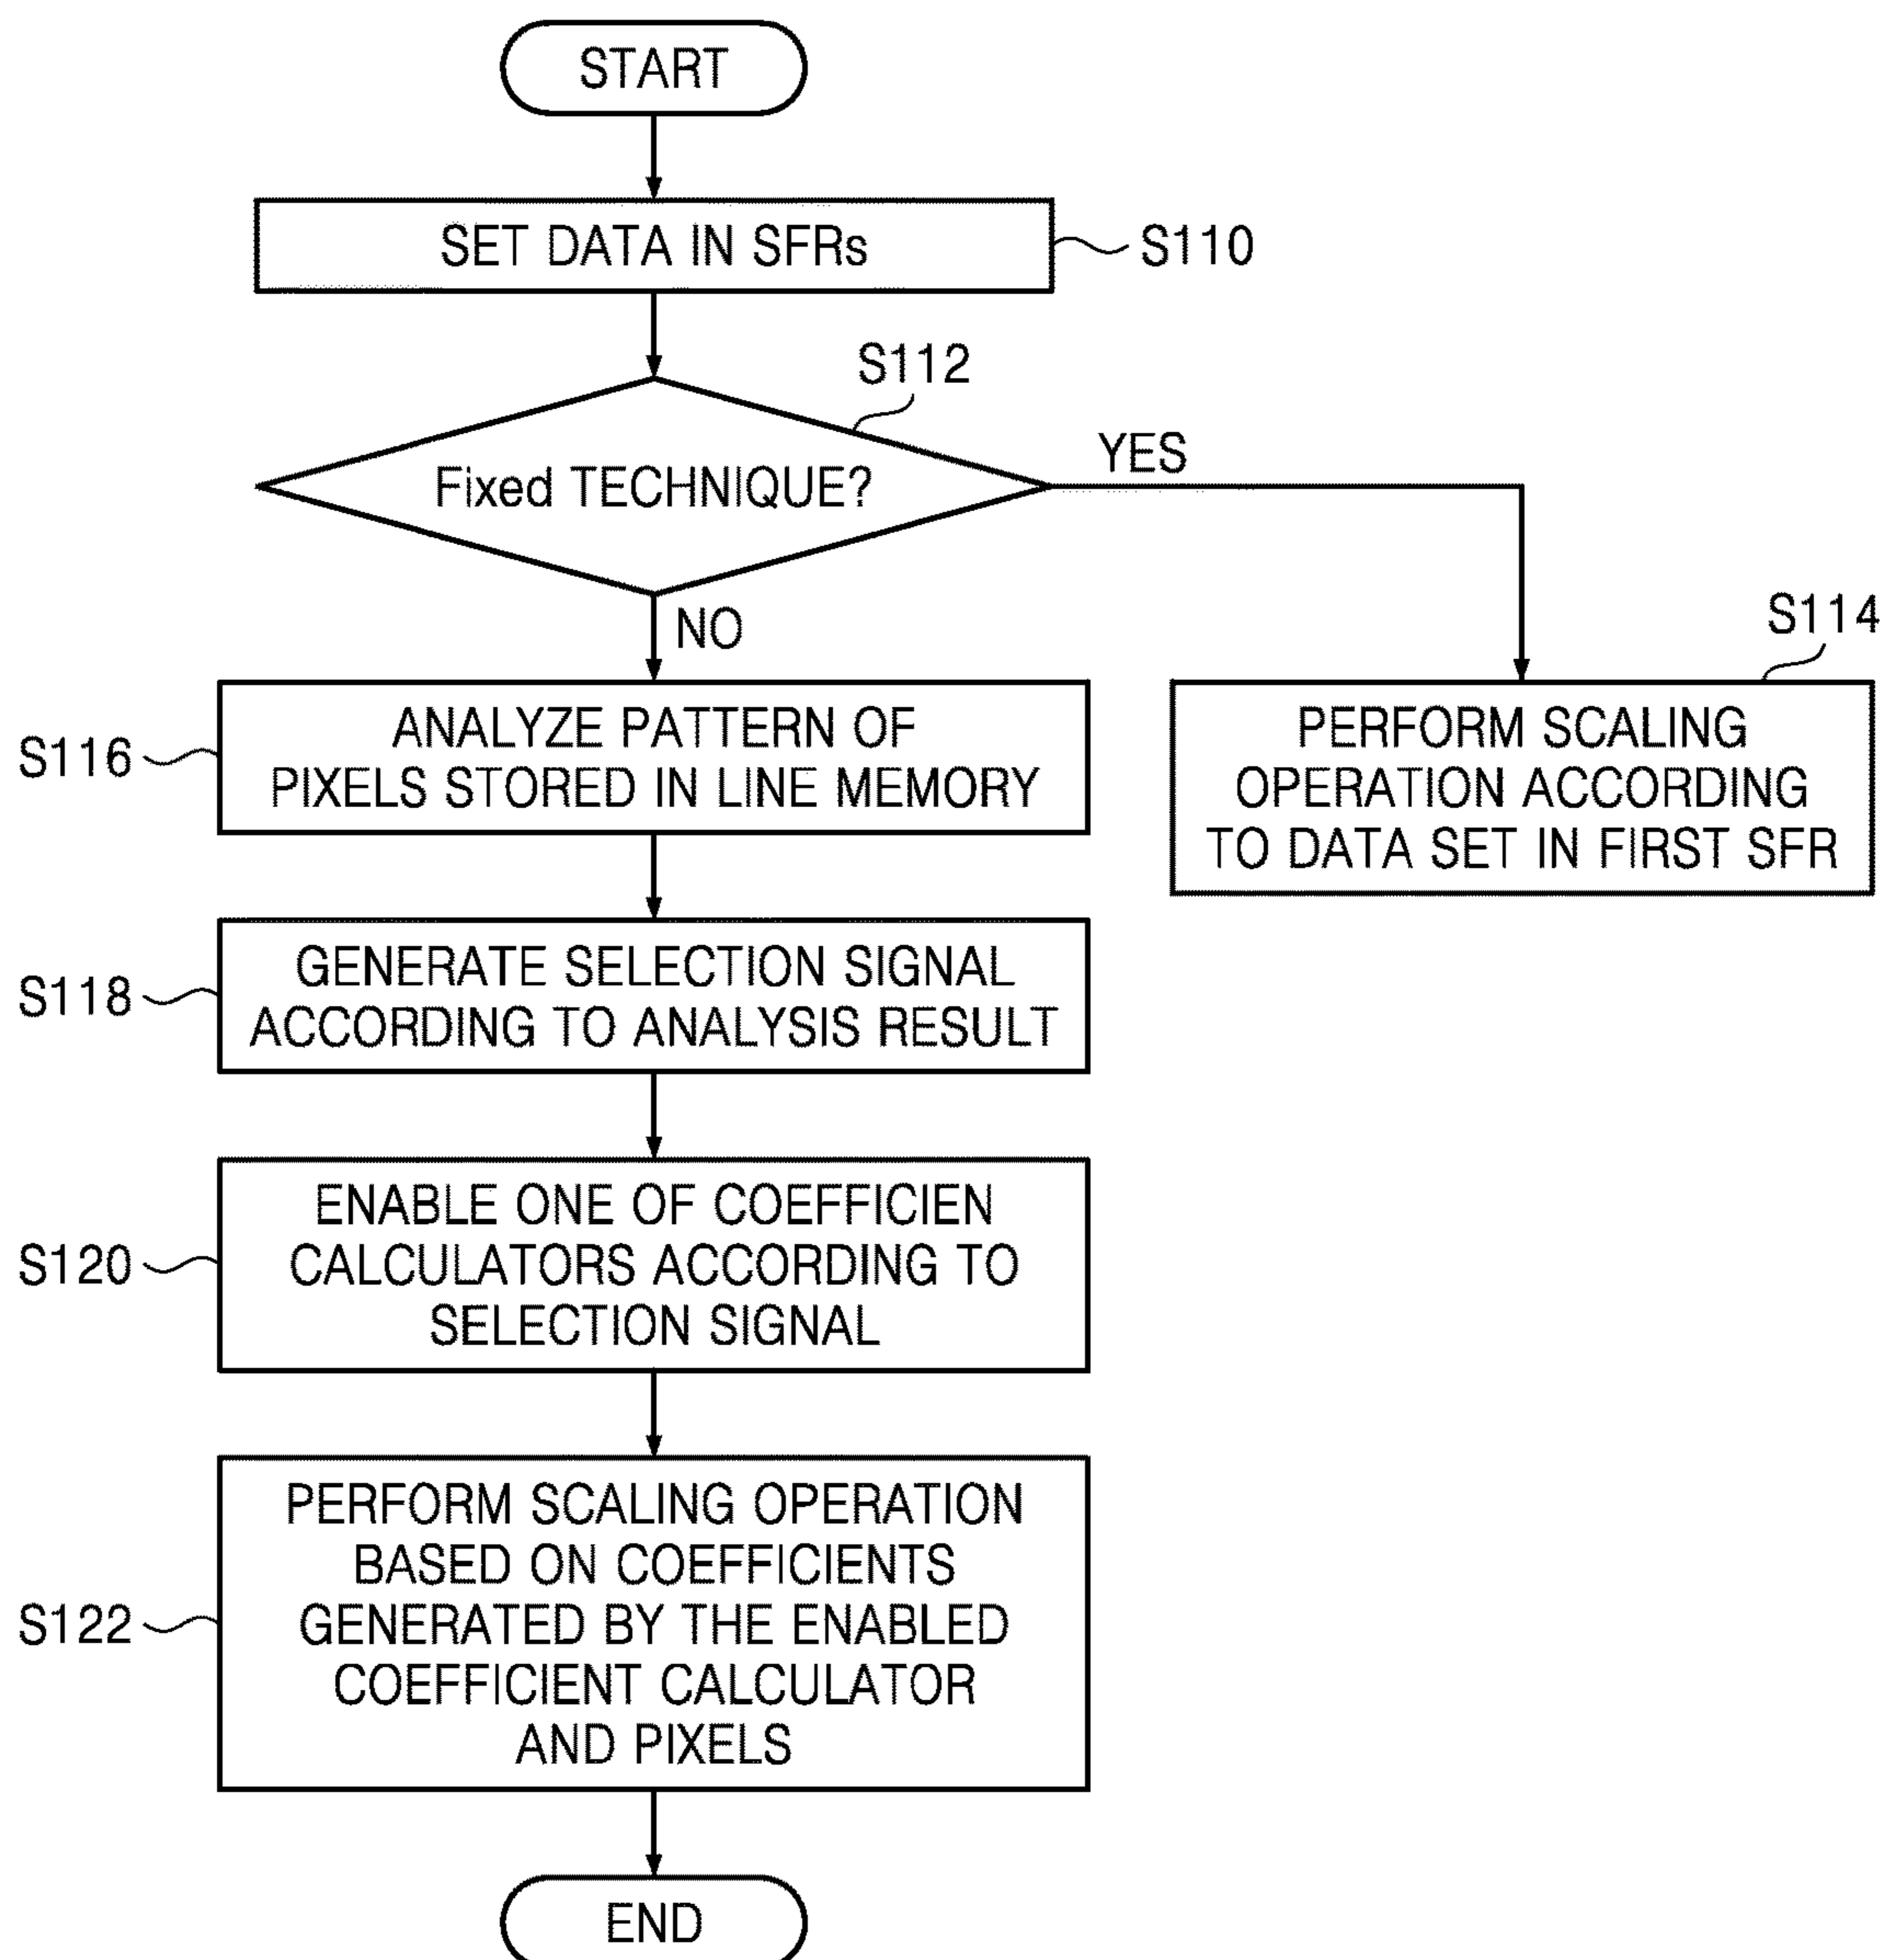 START
SET DATA IN SFRs
S110
S112
Fixed TECHNIQUE?
YES
NO
S114
PERFORM SCALING
OPERATION ACCORDING
TO DATA SET IN FIRST SFR
S116
ANALYZE PATTERN OF
PIXELS STORED IN LINE MEMORY
S118
GENERATE SELECTION SIGNAL
ACCORDING TO ANALYSIS RESULT
S120
ENABLE ONE OF COEFFICIEN
CALCULATORS ACCORDING TO
SELECTION SIGNAL
S122
PERFORM SCALING OPERATION
BASED ON COEFFICIENTS
GENERATED BY THE ENABLED
COEFFICIENT CALCULATOR
AND PIXELS
END